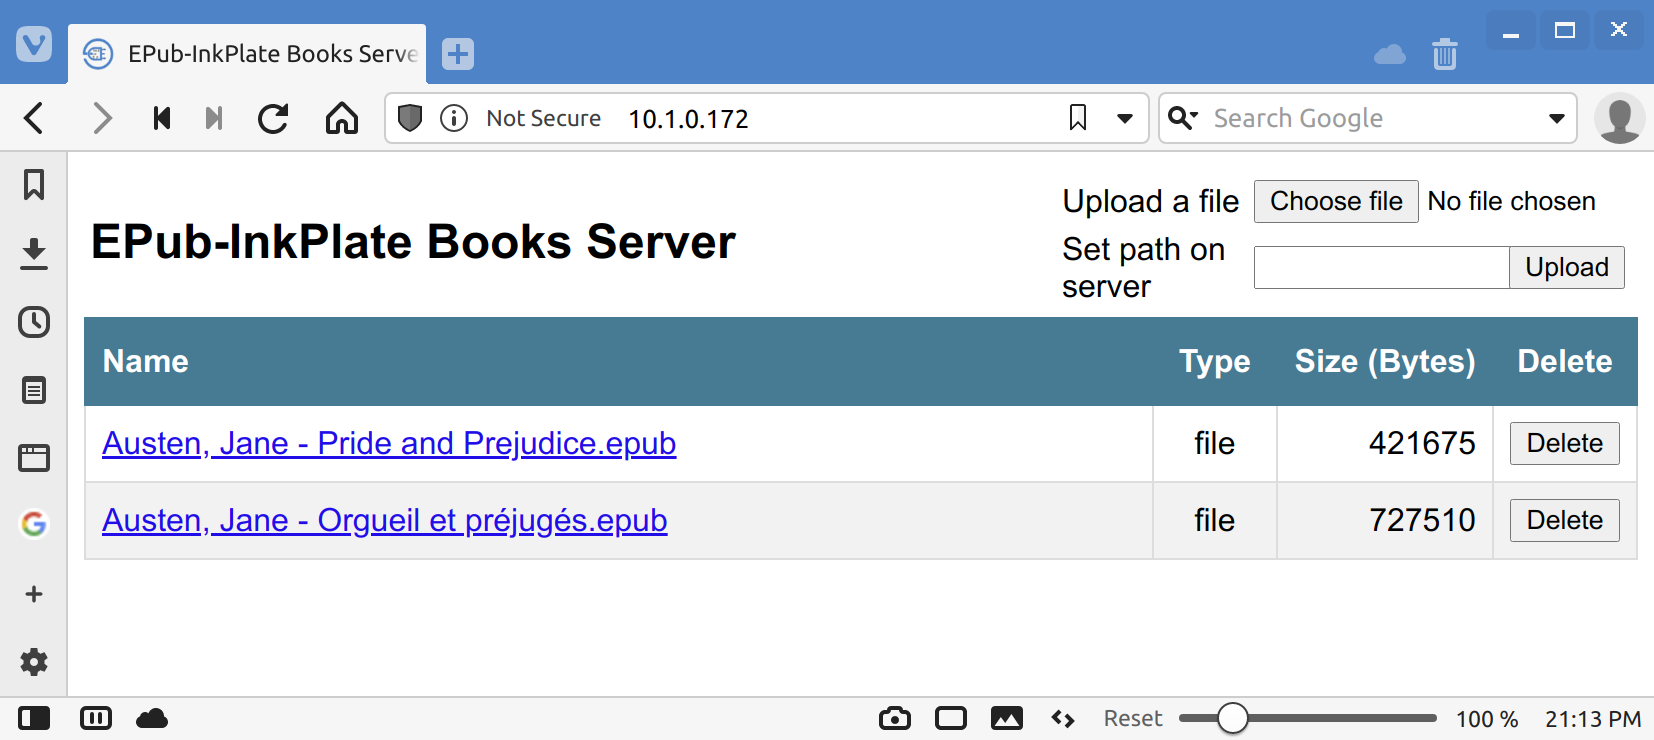 EPub-InkPlate Books Serve
Not Secure 10.1.0.172 Search Google
EPub-InkPlate Books Server
Upload a file Choose file No file chosen
Set path on server Upload
Name Type Size (Bytes) Delete
Austen, Jane - Pride and Prejudice.epub file 421675 Delete
Austen, Jane - Orgueil et préjugés.epub file 727510 Delete
Reset 100 % 21:13 PM